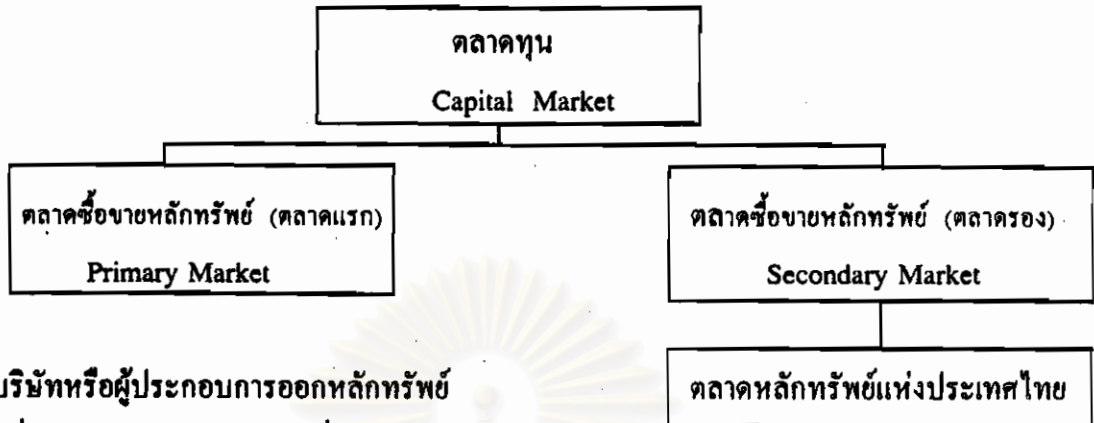 ตลาดทุน
Capital Market
ตลาดซื้อขายหลักทรัพย์ (ตลาดแรก)
Primary Market
ตลาดซื้อขายหลักทรัพย์ (ตลาดรอง)
Secondary Market
บริษัทหรือผู้ประกอบการออกหลักทรัพย์
ตลาดหลักทรัพย์แห่งประเทศไทย